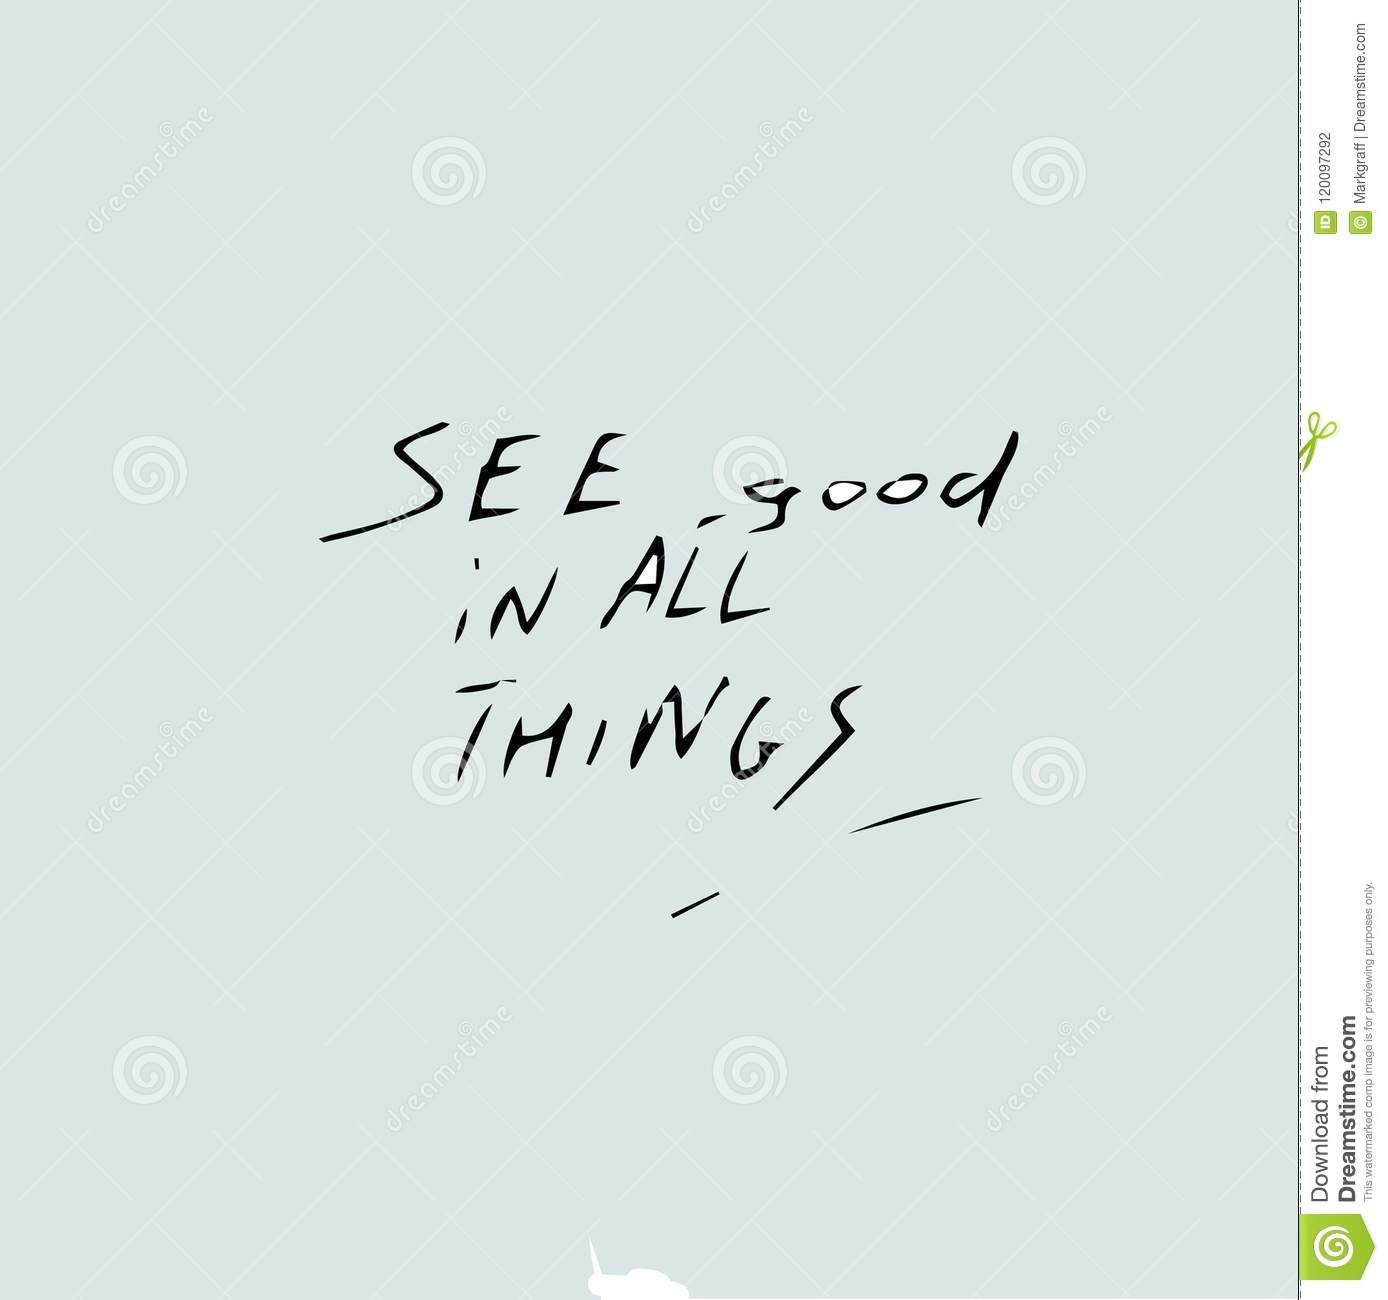 SEE good
iN ALL
THINGS
dreamstime
Download from
Dreamstime.com
This watermarked comp image is for previewing purposes only.
ID 120097292
© Markgraff | Dreamstime.com